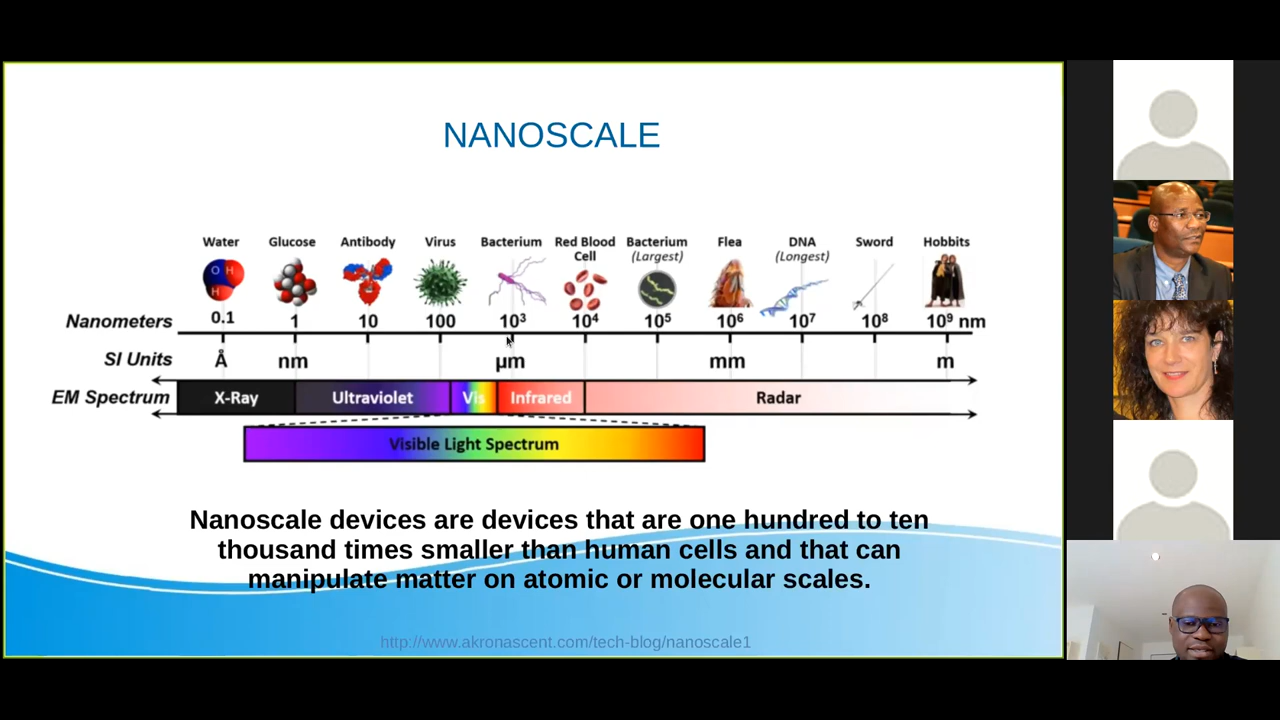 NANOSCALE
Water Glucose Antibody Virus Bacterium Red Blood Cell Bacterium (Largest) Flea DNA (Longest) Sword Hobbits
O H
H
Nanometers 0.1 1 10 100 10³ 10⁴ 10⁵ 10⁶ 10⁷ 10⁸ 10⁹ nm
SI Units Å nm µm mm m
EM Spectrum X-Ray Ultraviolet Vis Infrared Radar
Visible Light Spectrum
Nanoscale devices are devices that are one hundred to ten
thousand times smaller than human cells and that can
manipulate matter on atomic or molecular scales.
http://www.akronascent.com/tech-blog/nanoscale1